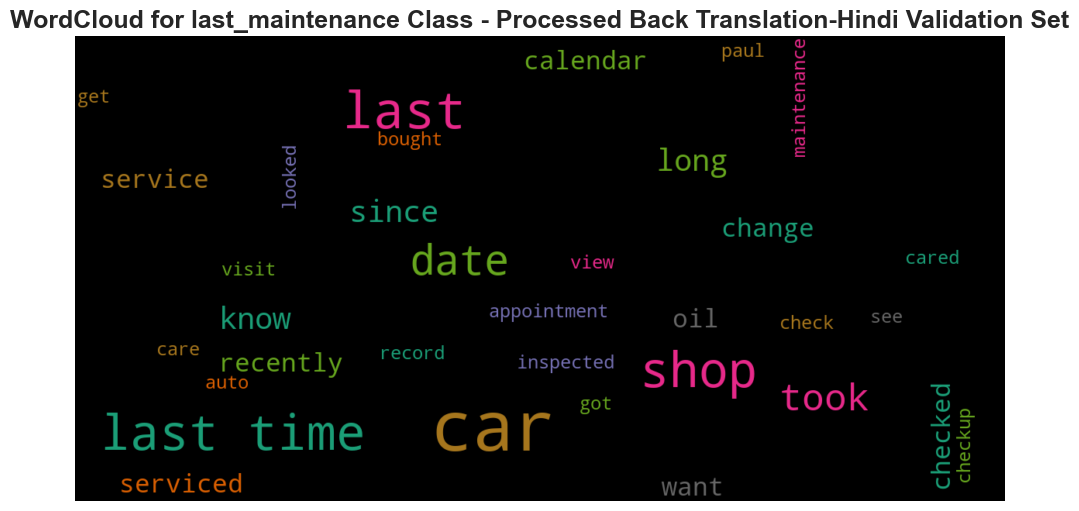 WordCloud for last_maintenance Class - Processed Back Translation-Hindi Validation Set
calendar
paul
maintenance
get
last
bought
long
service
looked
since
change
date
visit
view
cared
know
appointment
oil
check
see
care
recently
record
inspected
shop
auto
got
took
last time
car
checked
checkup
serviced
want